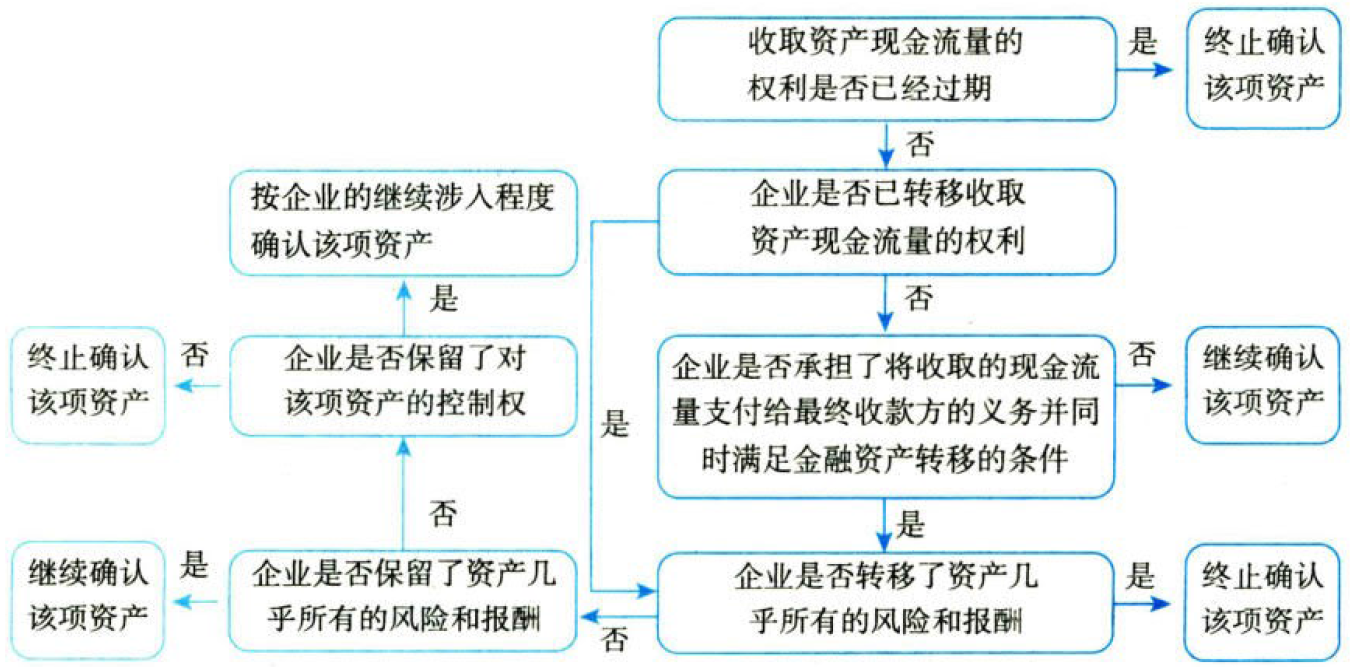 收取资产现金流量的
权利是否已经过期
是
终止确认
该项资产
否
企业是否已转移收取
资产现金流量的权利
否
是
企业是否承担了将收取的现金流
量支付给最终收款方的义务并同
时满足金融资产转移的条件
否
继续确认
该项资产
是
企业是否转移了资产几
乎所有的风险和报酬
是
终止确认
该项资产
否
企业是否保留了资产几
乎所有的风险和报酬
是
继续确认
该项资产
否
企业是否保留了对
该项资产的控制权
否
终止确认
该项资产
是
按企业的继续涉人程度
确认该项资产